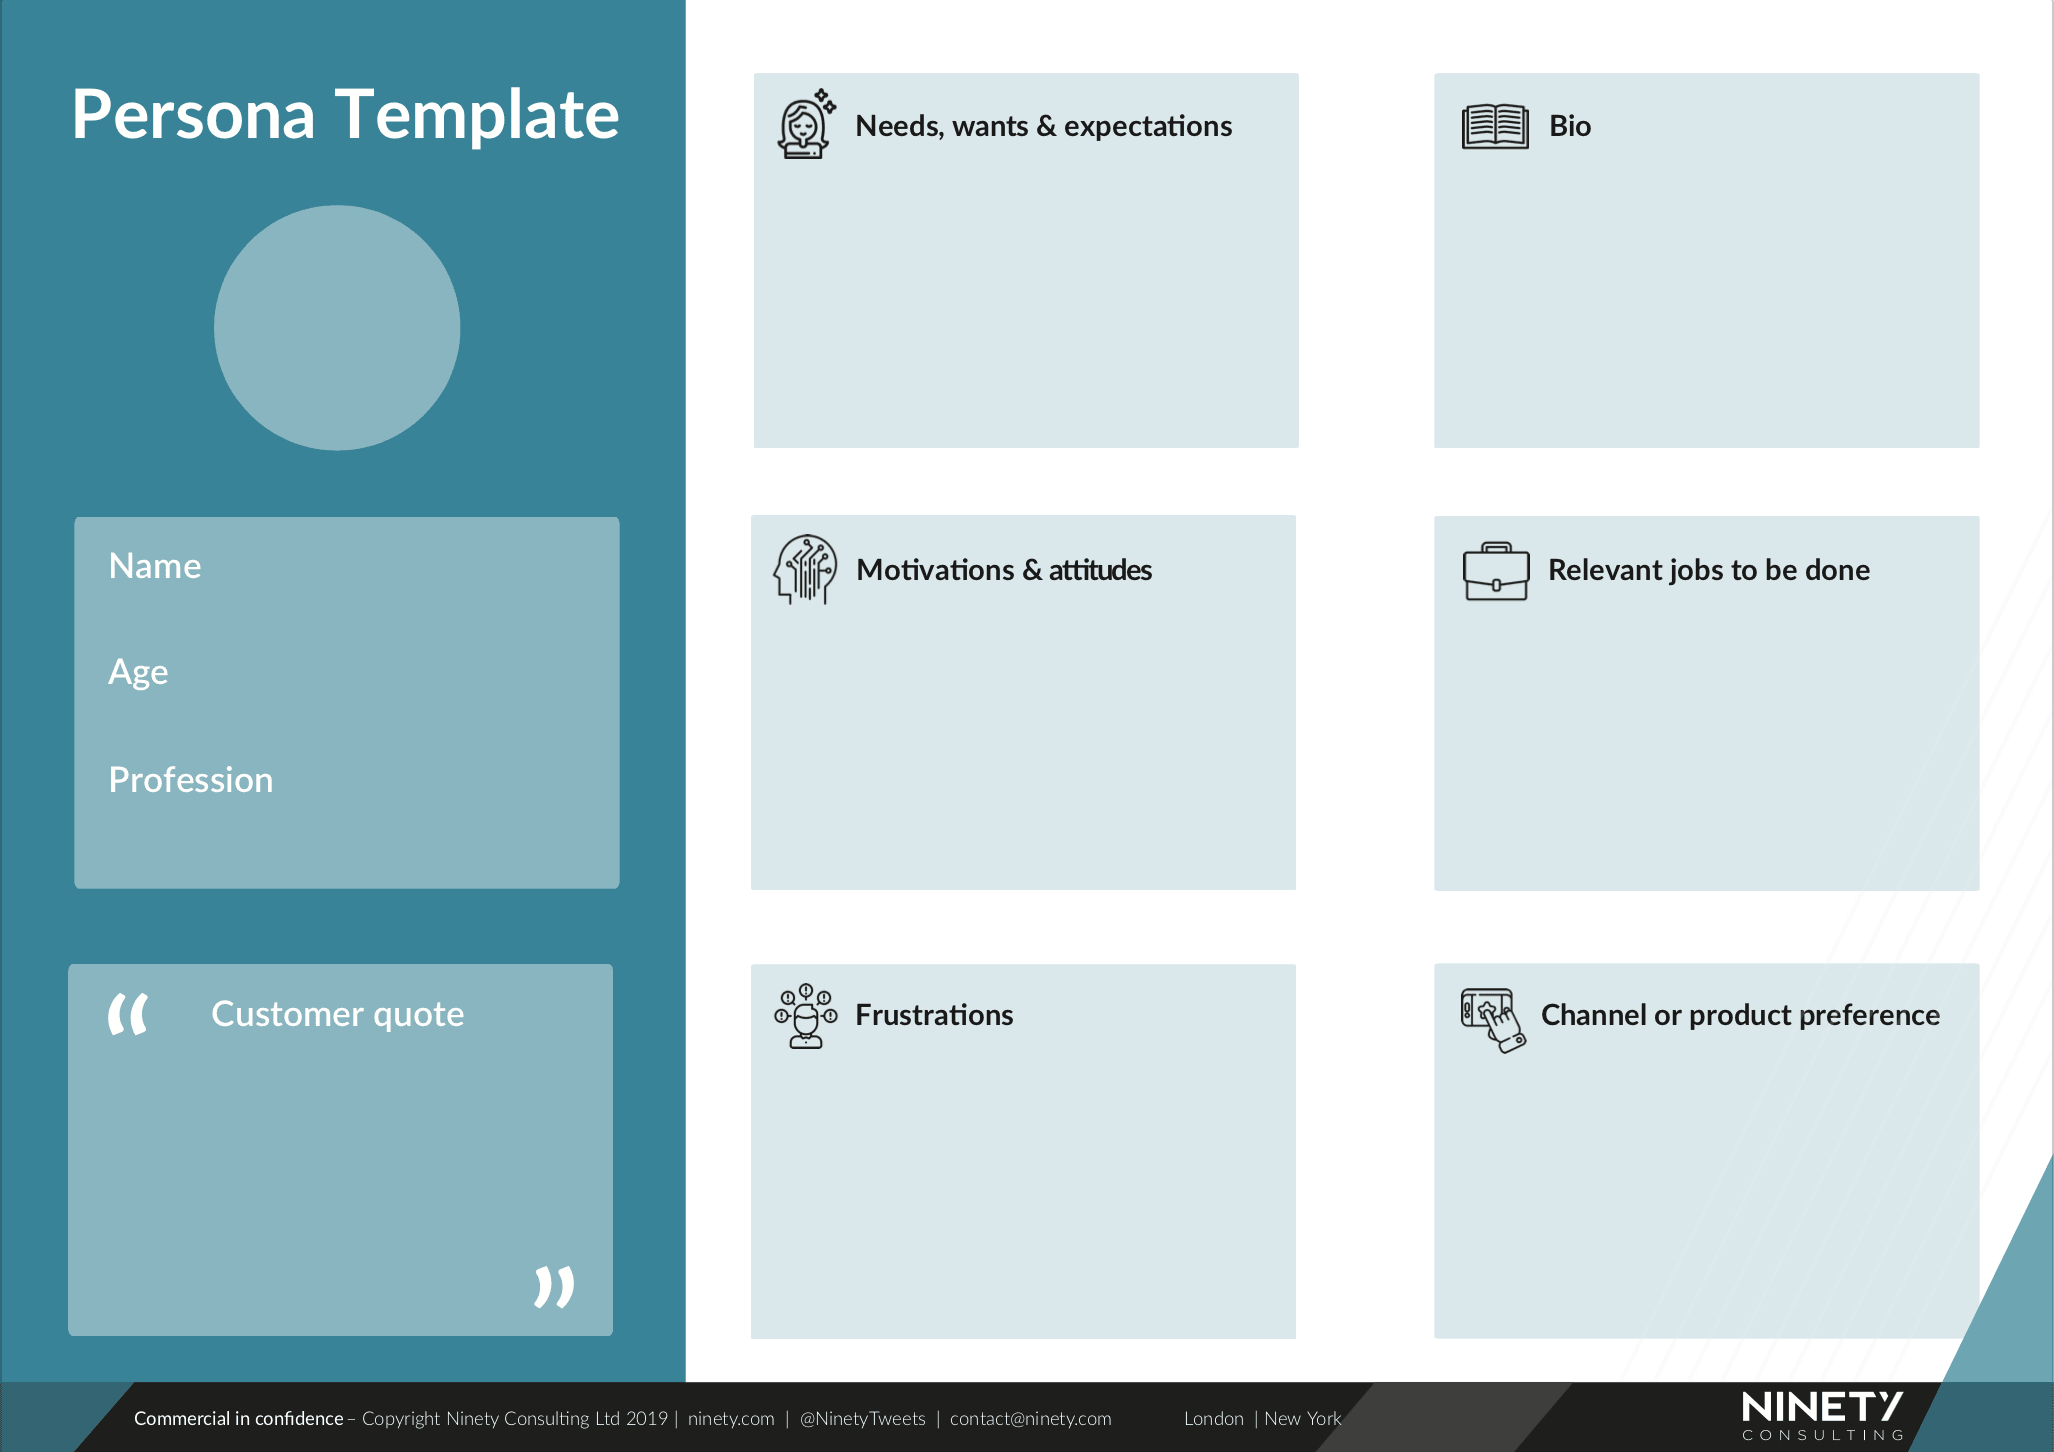 Persona Template
Name
Age
Profession
“ Customer quote
”
Needs, wants & expectations
Bio
Motivations & attitudes
Relevant jobs to be done
Frustrations
Channel or product preference
Commercial in confidence – Copyright Ninety Consulting Ltd 2019 | ninety.com | @NinetyTweets | contact@ninety.com London | New York
NINETY
CONSULTING